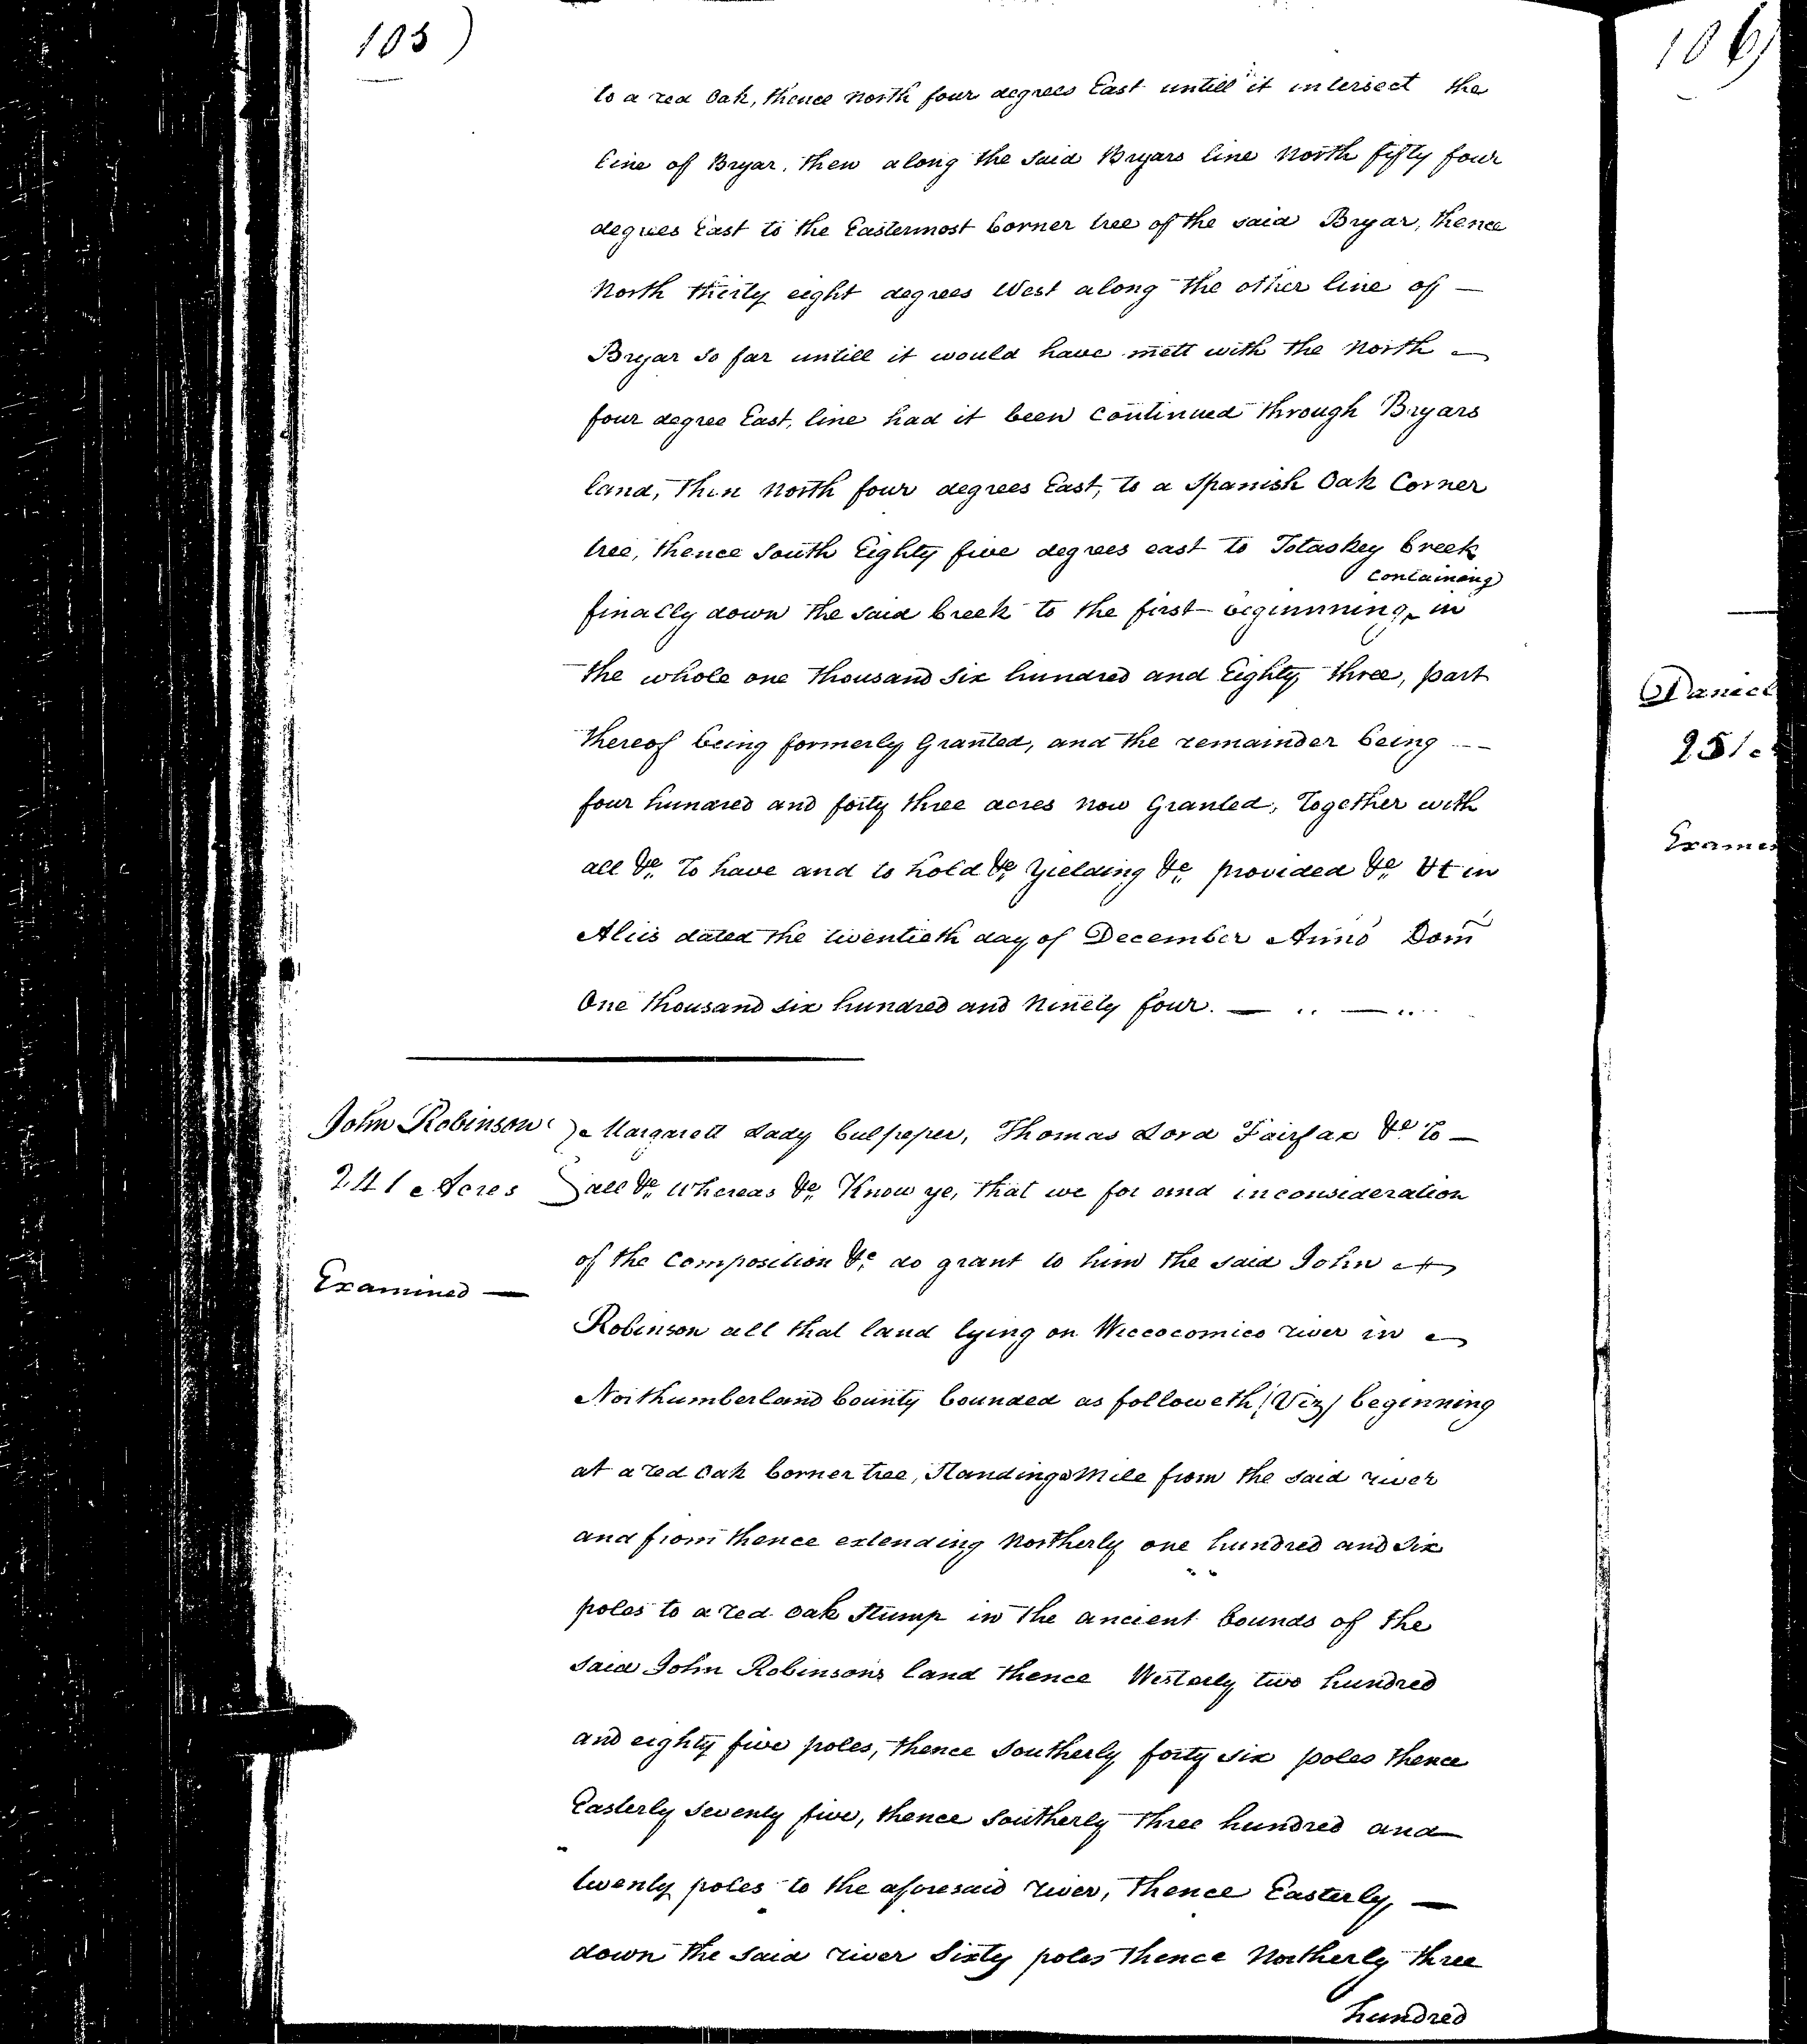 103)
to a red Oak, thence North four degrees East untill it intersect the
line of Bryar, then along the said Bryars line North fifty four
degrees East to the Eastermost Corner tree of the said Bryar, thence
North thirty eight degrees West along the other line of —
Bryar so far untill it would have mett with the North —
four degree East, line had it been Continued through Bryars
land, then North four degrees East, to a Spanish Oak Corner
tree, thence South Eighty five degrees east to Totaskey Creek
containing
finally down the said Creek to the first beginnning, in
the whole one thousand six hundred and Eighty three, part
thereof being formerly Granted, and the remainder being —
four hundred and forty three acres now Granted, Together with
all &c. To have and to hold &c. Yielding &c. provided &c. Ut in
Aliis dated the twentieth day of December Anno Dom
One thousand six hundred and Ninety four. —
John Robinson
241 Acres
Examined —
Margarett Lady Culpeper, Thomas Lord Fairfax &c. To —
all &c. Whereas &c. Know ye, that we for and in consideration
of the Composition &c. do grant to him the said John
Robinson all that land lying on Wiccocomico river in
Northumberland County bounded as followeth (Viz) beginning
at a red oak Corner tree, Standing a Mile from the said river
and from thence extending Northerly one hundred and six
poles to a red oak Stump in the ancient bounds of the
said John Robinsons land thence Westerly two hundred
and eighty five poles, thence Southerly forty six poles thence
Easterly seventy five, thence Southerly three hundred and
twenty poles to the aforesaid river, Thence Easterly, —
down the said river Sixty poles thence Northerly three
hundred
106)
Daniel
251
Exami